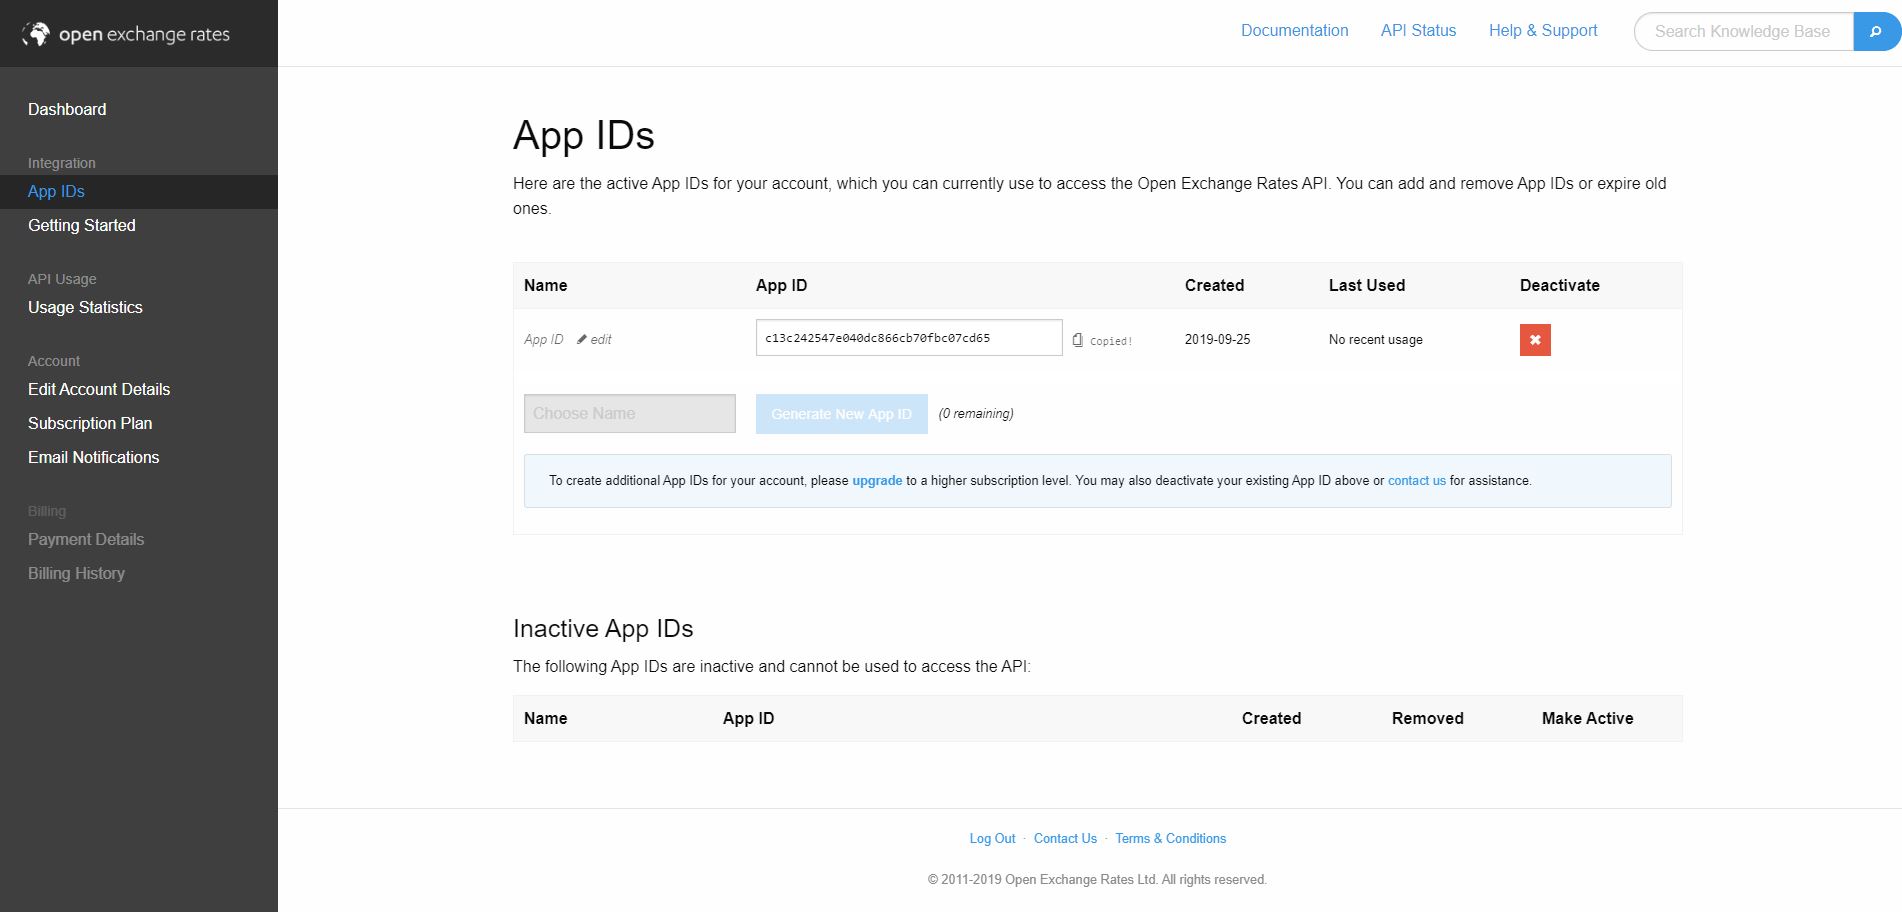 open exchange rates
Documentation
API Status
Help & Support
Search Knowledge Base
Dashboard
Integration
App IDs
Getting Started
API Usage
Usage Statistics
Account
Edit Account Details
Subscription Plan
Email Notifications
Billing
Payment Details
Billing History
App IDs
Here are the active App IDs for your account, which you can currently use to access the Open Exchange Rates API. You can add and remove App IDs or expire old
ones.
Name App ID Created Last Used Deactivate
App ID edit c13c242547e040dc866cb70fbc07cd65 Copied! 2019-09-25 No recent usage
Choose Name Generate New App ID (0 remaining)
To create additional App IDs for your account, please upgrade to a higher subscription level. You may also deactivate your existing App ID above or contact us for assistance.
Inactive App IDs
The following App IDs are inactive and cannot be used to access the API:
Name App ID Created Removed Make Active
Log Out · Contact Us · Terms & Conditions
© 2011-2019 Open Exchange Rates Ltd. All rights reserved.